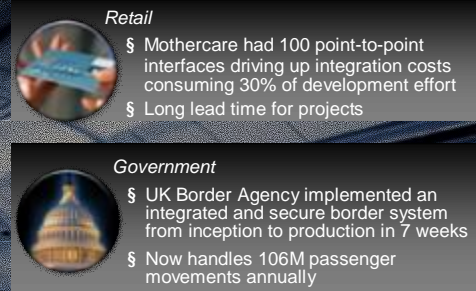 Retail
§ Mothercare had 100 point-to-point
interfaces driving up integration costs
consuming 30% of development effort
§ Long lead time for projects
Government
§ UK Border Agency implemented an
integrated and secure border system
from inception to production in 7 weeks
§ Now handles 106M passenger
movements annually